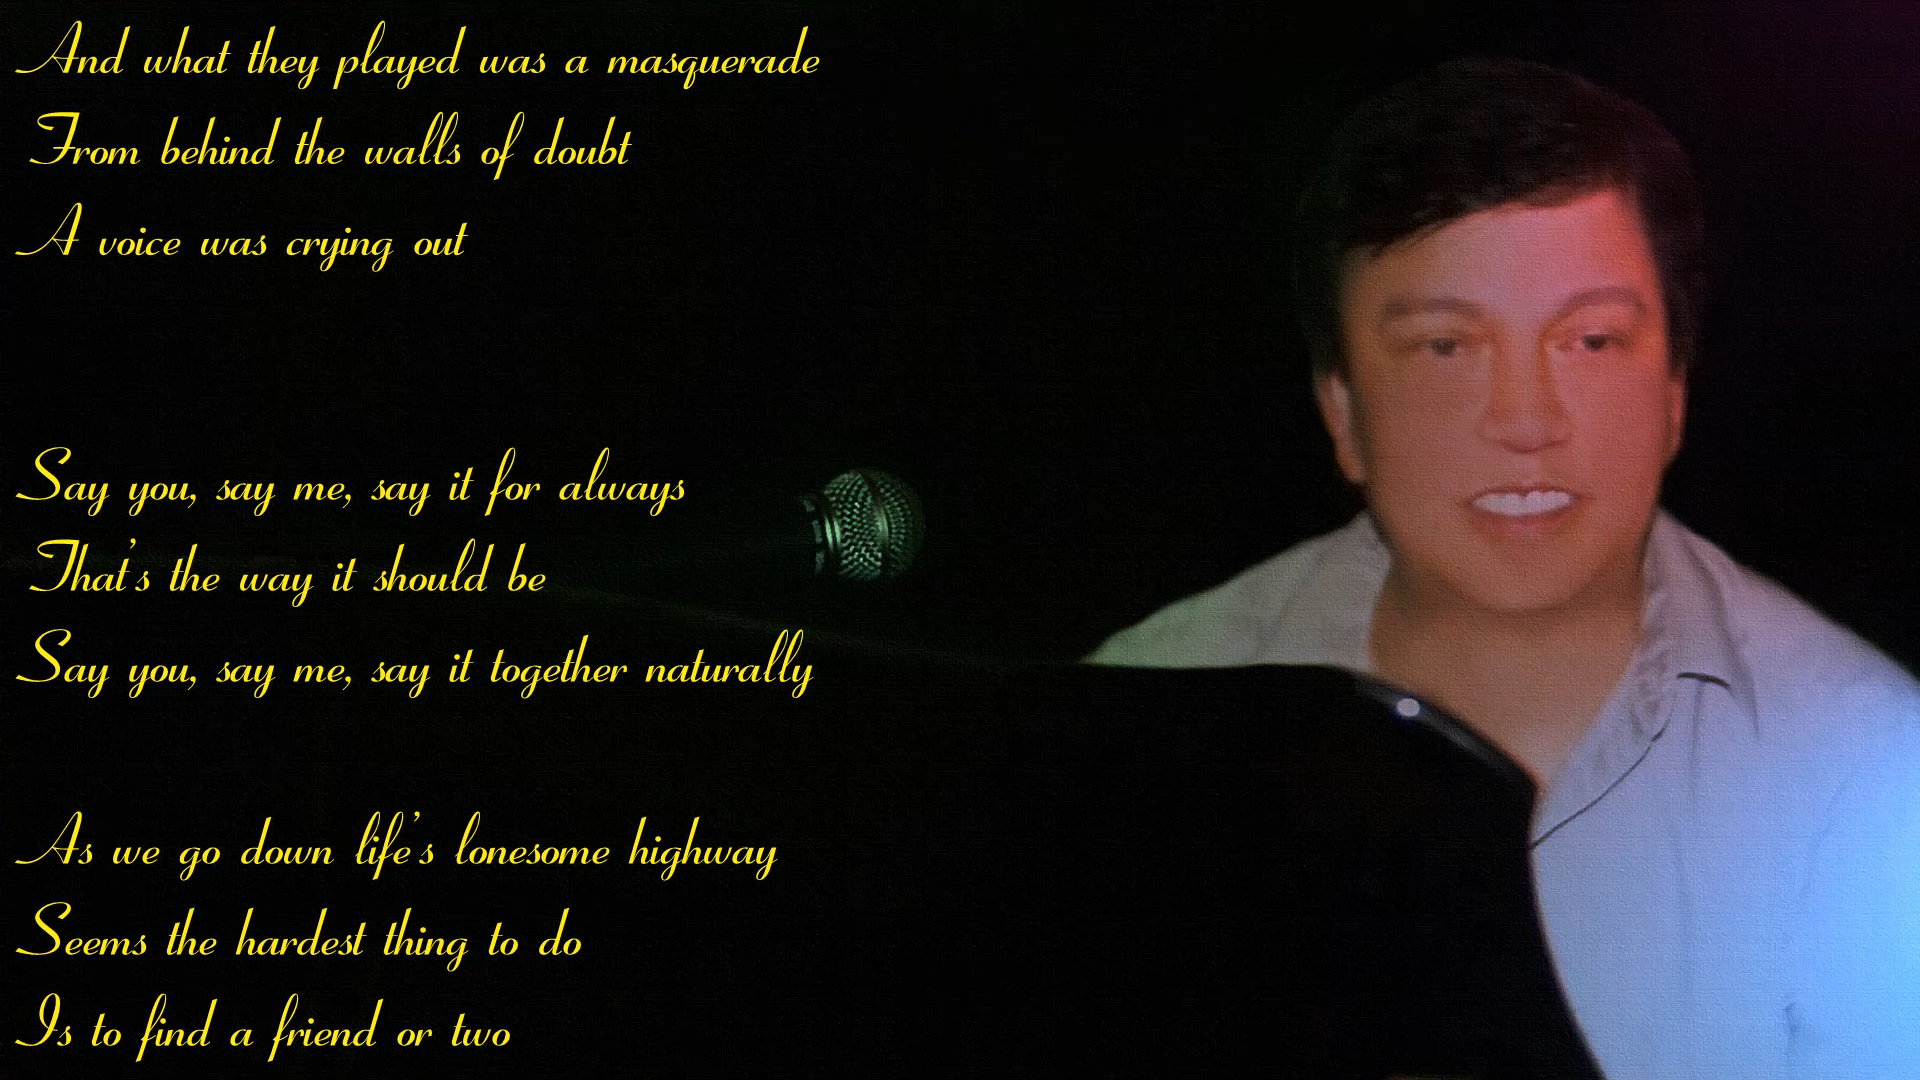 And what they played was a masquerade
From behind the walls of doubt
A voice was crying out
Say you, say me, say it for always
That's the way it should be
Say you, say me, say it together naturally
As we go down life's lonesome highway
Seems the hardest thing to do
Is to find a friend or two